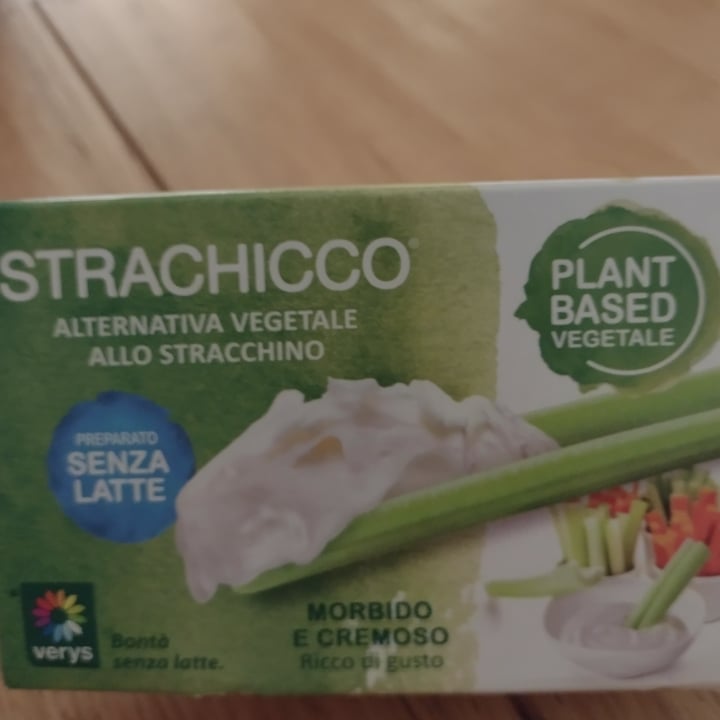 STRACHICCO®
ALTERNATIVA VEGETALE
ALLO STRACCHINO
PLANT
BASED
VEGETALE
PREPARATO
SENZA
LATTE
MORBIDO
E CREMOSO
Ricco di gusto
verys
Bontà
senza latte.